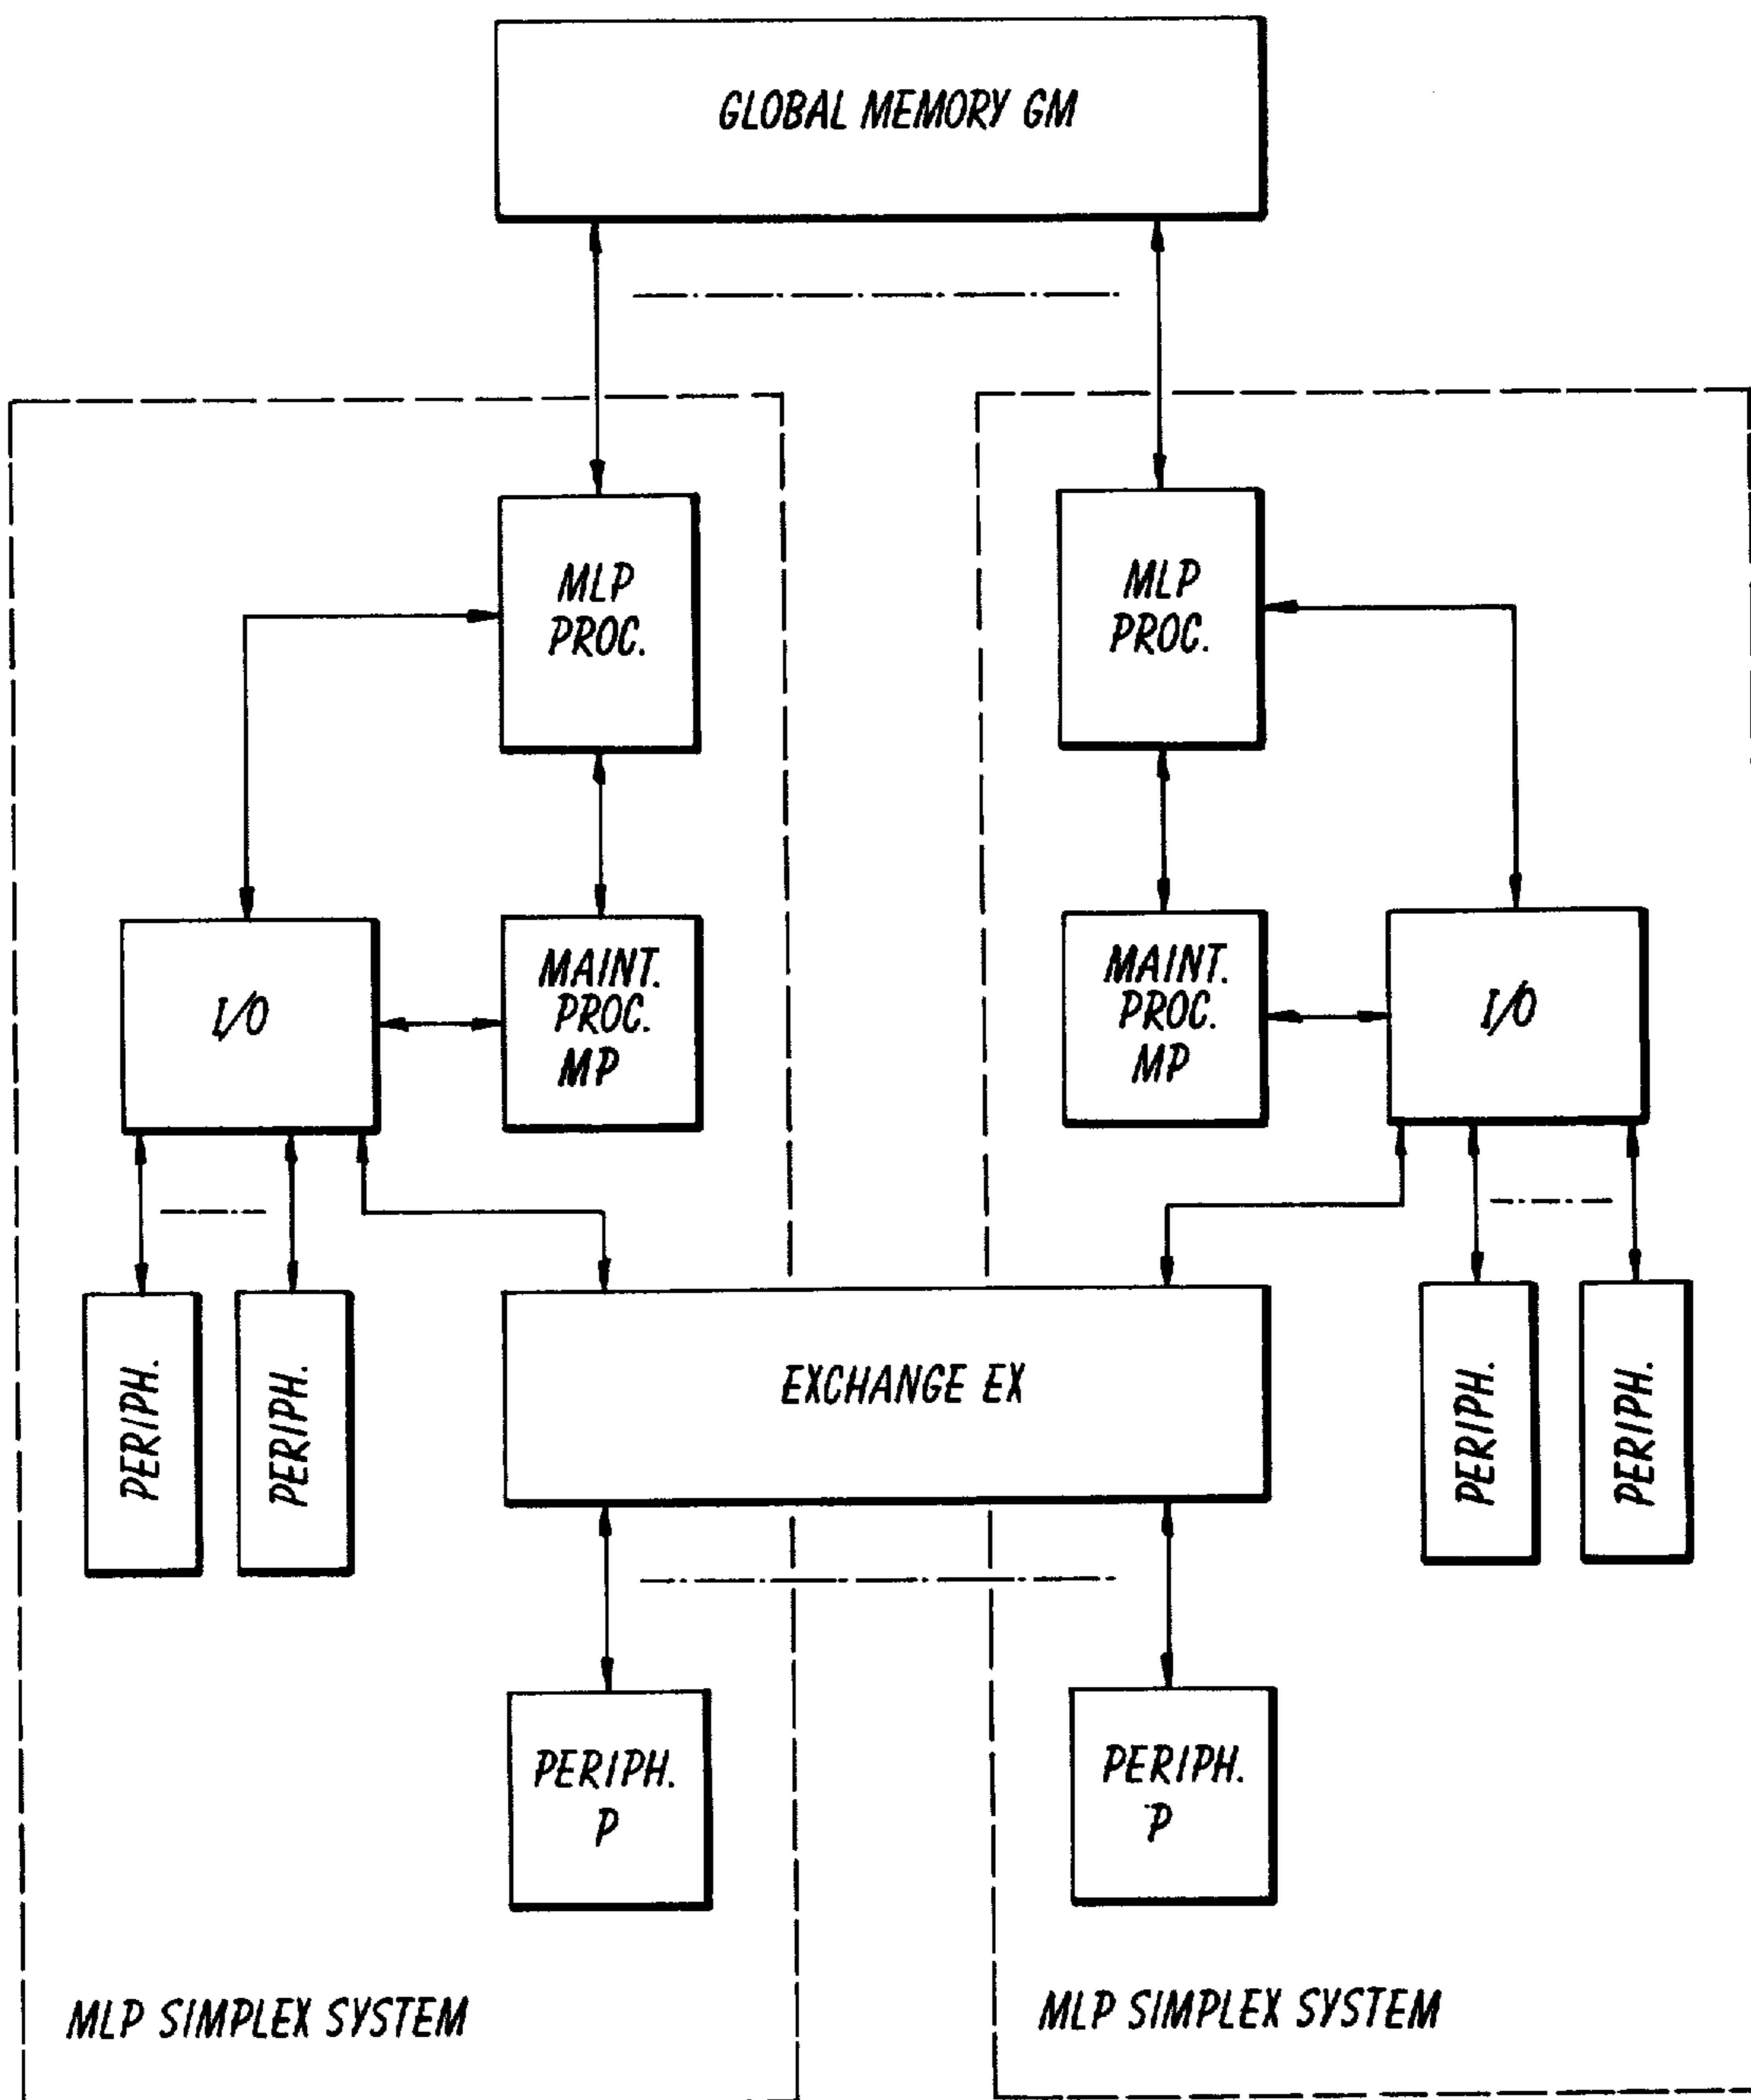 GLOBAL MEMORY GM
MLP
PROC.
MLP
PROC.
I/O
MAINT.
PROC.
MP
MAINT.
PROC.
MP
I/O
PERIPH.
PERIPH.
EXCHANGE EX
PERIPH.
PERIPH.
PERIPH.
P
PERIPH.
P
MLP SIMPLEX SYSTEM
MLP SIMPLEX SYSTEM